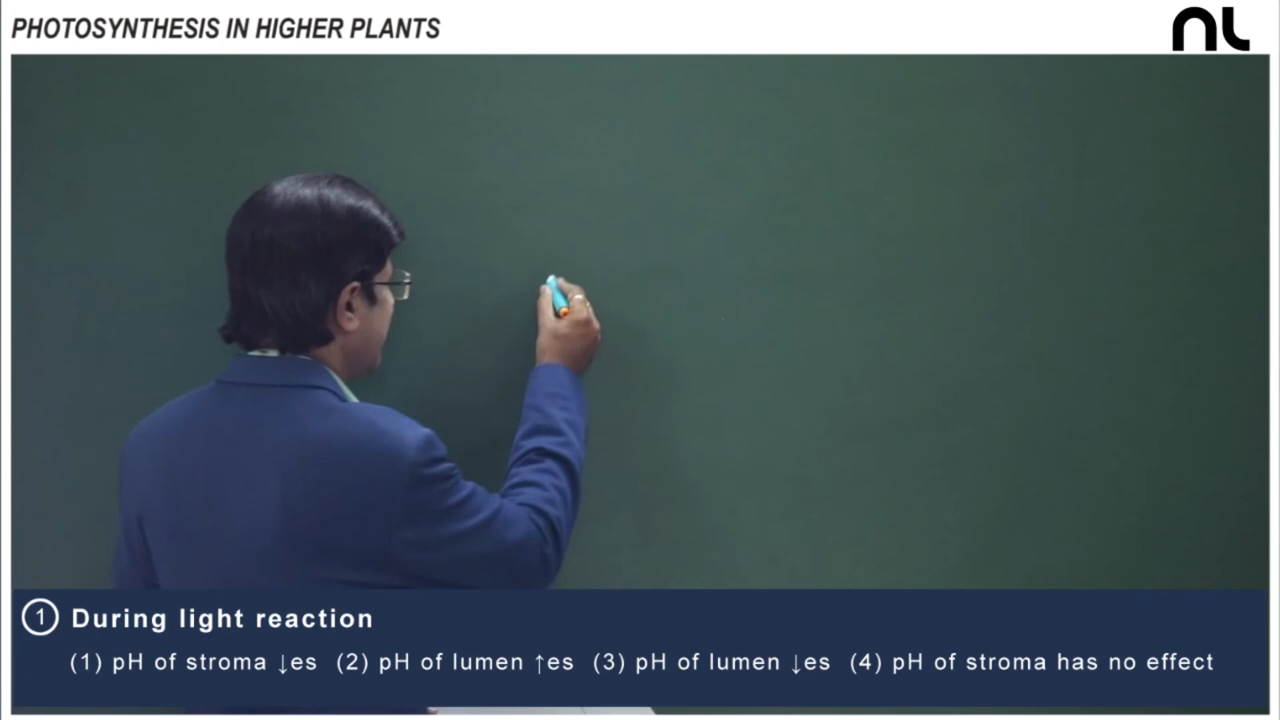 PHOTOSYNTHESIS IN HIGHER PLANTS
nL
1 During light reaction
(1) pH of stroma ↓es (2) pH of lumen ↑es (3) pH of lumen ↓es (4) pH of stroma has no effect